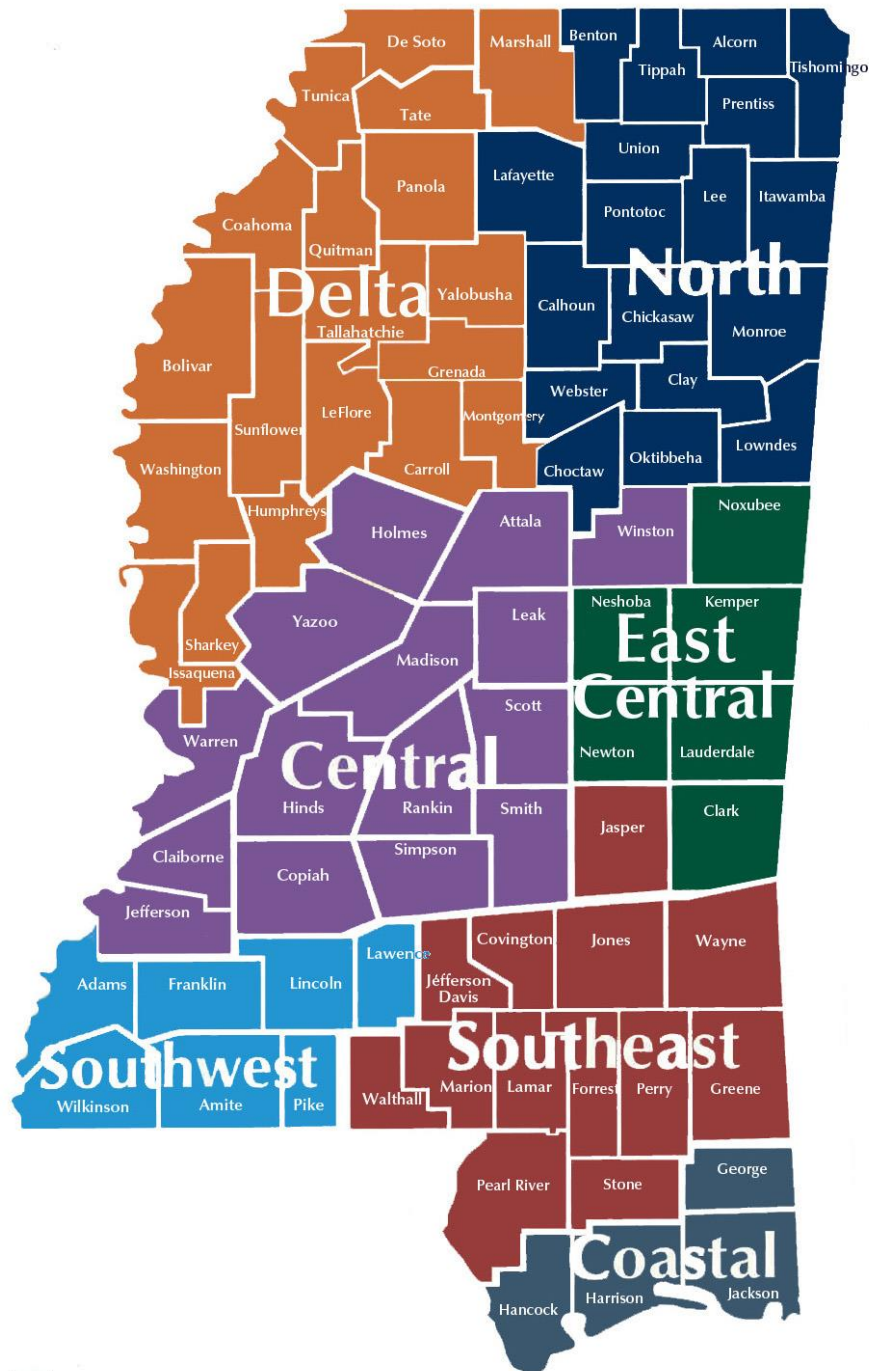 De Soto
Marshall
Benton
Tippah
Alcorn
Tishomingo
Tunica
Tate
Prentiss
Union
Panola
Lafayette
Pontotoc
Lee
Itawamba
Coahoma
Quitman
North
Delta
Yalobusha
Calhoun
Chickasaw
Monroe
Tallahatchie
Bolivar
Grenada
Webster
Clay
LeFlore
Montgomery
Sunflower
Washington
Carroll
Choctaw
Oktibbeha
Lowndes
Humphreys
Holmes
Attala
Winston
Noxubee
Neshoba
Kemper
Yazoo
Leak
Sharkey
Madison
East
Central
Issaquena
Scott
Warren
Newton
Lauderdale
Central
Hinds
Rankin
Smith
Jasper
Clark
Claiborne
Simpson
Copiah
Jefferson
Lawence
Covington
Jones
Wayne
Adams
Franklin
Lincoln
Jéfferson
Davis
Southwest
Southeast
Wilkinson
Amite
Pike
Walthall
Marion
Lamar
Forrest
Perry
Greene
Pearl River
Stone
George
Coastal
Hancock
Harrison
Jackson